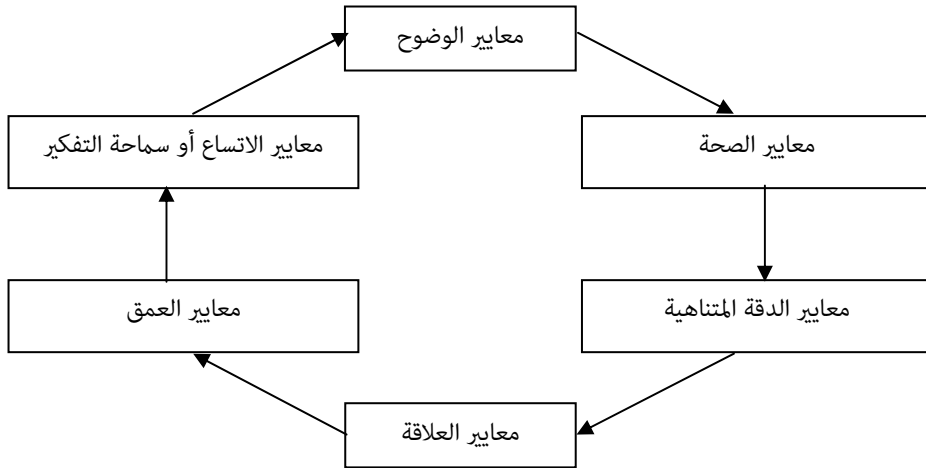 معايير الوضوح
معايير الصحة
معايير الاتساع أو سماحة التفكير
معايير الدقة المتناهية
معايير العمق
معايير العلاقة